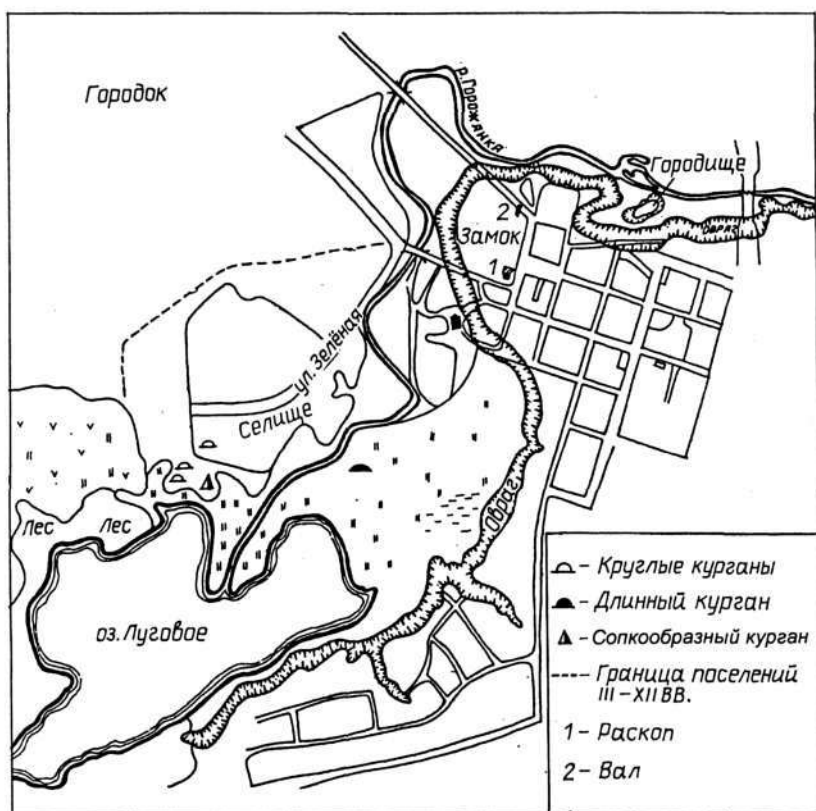 Городок
р. Горожанка
Городище
Овраг
2
Замок
1
ул. Зелёная
Селище
Лес
Лес
Овраг
оз. Луговое
- Круглые курганы
- Длинный курган
- Сопкообразный курган
- Граница поселений
III – XII ВВ.
1 - Раскоп
2 - Вал